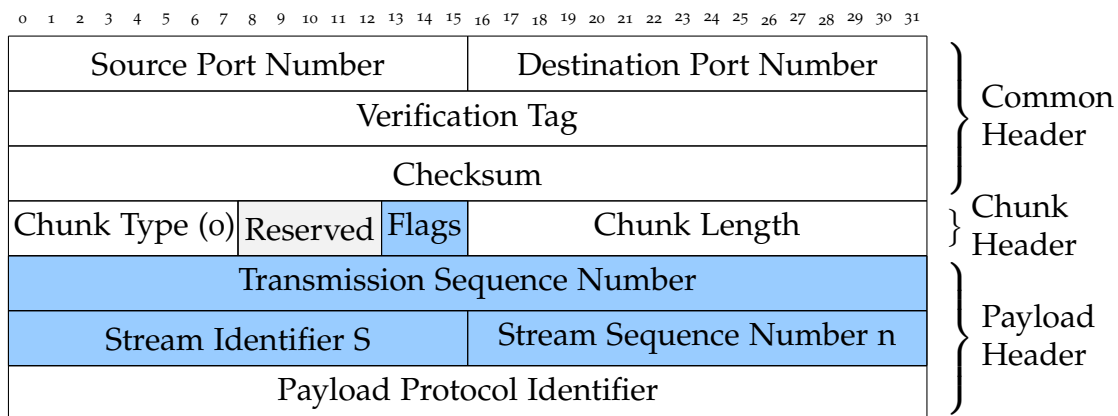 0 1 2 3 4 5 6 7 8 9 10 11 12 13 14 15 16 17 18 19 20 21 22 23 24 25 26 27 28 29 30 31
Source Port Number Destination Port Number
Verification Tag
Checksum
Common
Header
Chunk Type (0) Reserved Flags Chunk Length
Chunk
Header
Transmission Sequence Number
Stream Identifier S Stream Sequence Number n
Payload Protocol Identifier
Payload
Header